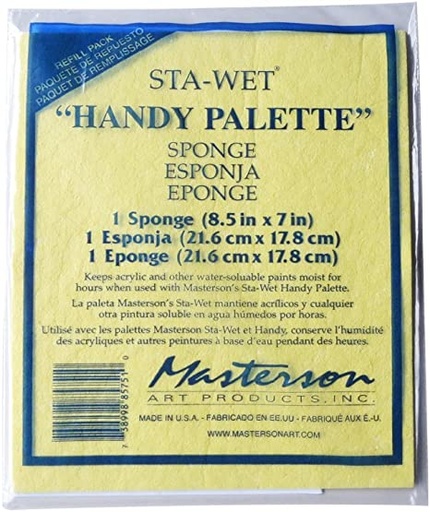 REFILL PACK
PAQUETE DE REPUESTO
PAQUET DE REMPLISSAGE
STA-WET®
"HANDY PALETTE"
SPONGE
ESPONJA
EPONGE
1 Sponge (8.5 in x 7 in)
1 Esponja (21.6 cm x 17.8 cm)
1 Eponge (21.6 cm x 17.8 cm)
Keeps acrylic and other water-soluable paints moist for
hours when used with Masterson's Sta-Wet Handy Palette.
La paleta Masterson's Sta-Wet mantiene acrílicos y cualquier
otra pintura soluble en agua húmedos por horas.
Utilisé avec les palettes Masterson Sta-Wet et Handy, conserve l'humidité
des acryliques et autres peintures à base d'eau pendant des heures.
Masterson
ART PRODUCTS, INC.
MADE IN U.S.A. - FABRICADO EN EE.UU - FABRIQUÉ AUX É.-U.
WWW.MASTERSONART.COM
7 38998 85751 0